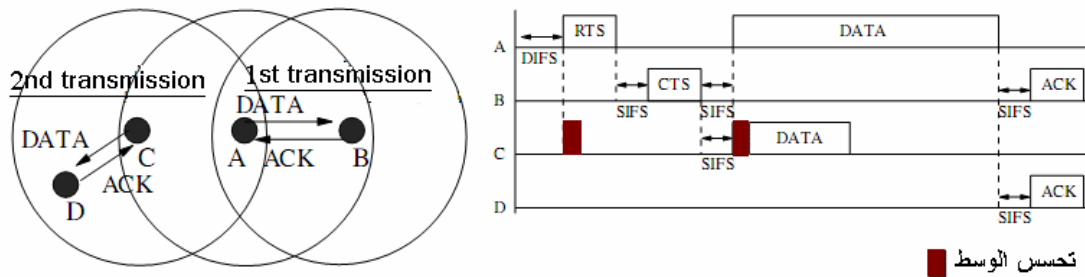 2nd transmission
1st transmission
DATA
ACK
C
D
DATA
ACK
A
B
A
DIFS
RTS
DATA
B
SIFS
CTS
SIFS
SIFS
ACK
C
SIFS
DATA
D
SIFS
ACK
تحسس الوسط